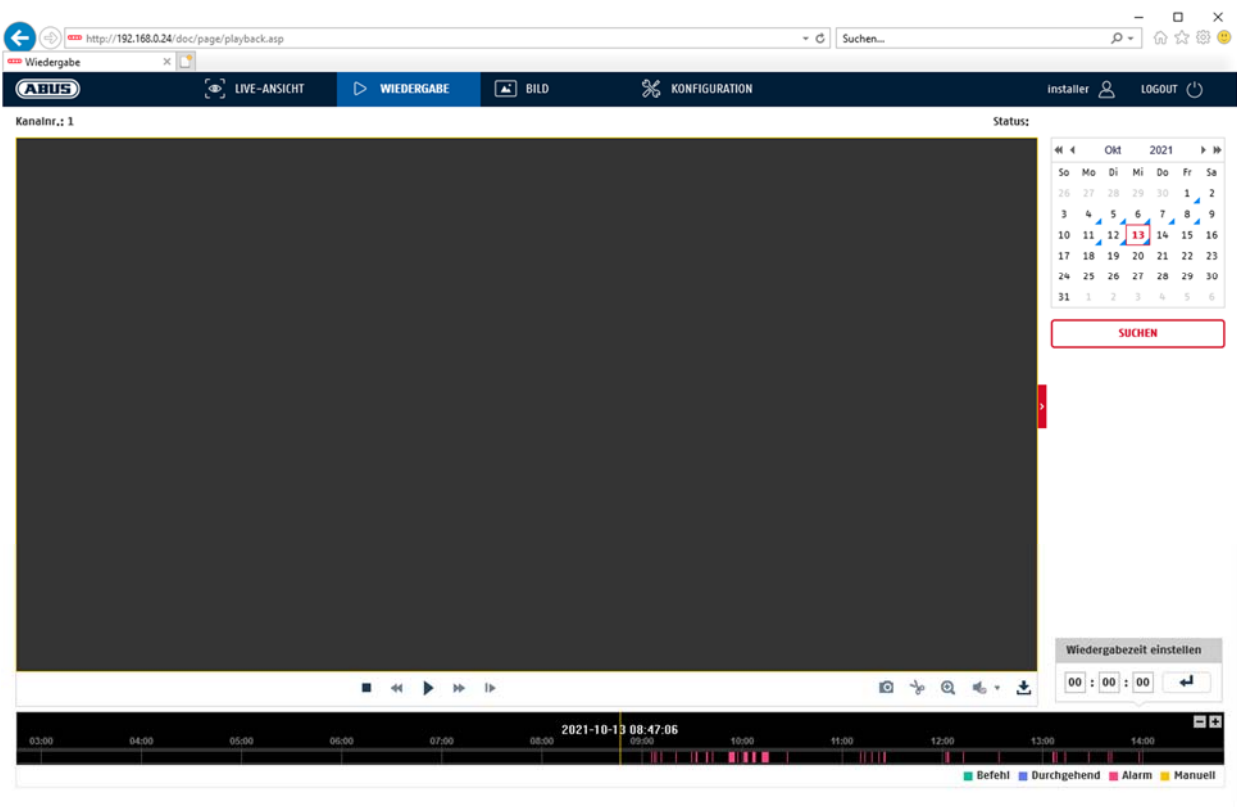 http://192.168.0.24/doc/page/playback.asp
Suchen...
Wiedergabe
ABUS
LIVE-ANSICHT
WIEDERGABE
BILD
KONFIGURATION
installer
LOGOUT
Kanalnr.: 1
Status:
Okt 2021
So Mo Di Mi Do Fr Sa
26 27 28 29 30 1 2
3 4 5 6 7 8 9
10 11 12 13 14 15 16
17 18 19 20 21 22 23
24 25 26 27 28 29 30
31 1 2 3 4 5 6
SUCHEN
Wiedergabezeit einstellen
00 : 00 : 00
2021-10-13 08:47:06
03:00 04:00 05:00 06:00 07:00 08:00 09:00 10:00 11:00 12:00 13:00 14:00
Befehl Durchgehend Alarm Manuell